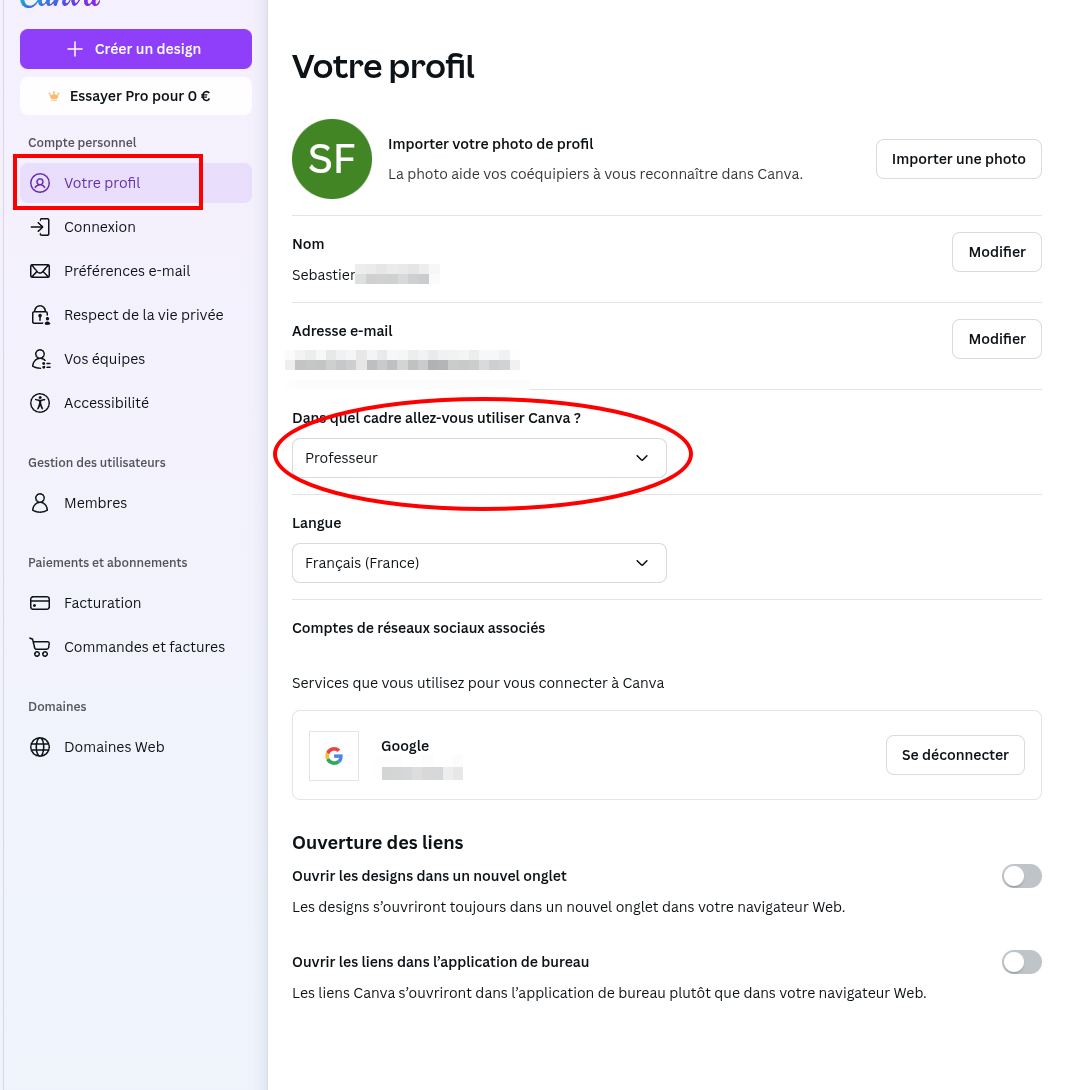 Canva
Créer un design
Essayer Pro pour 0 €
Compte personnel
Votre profil
Connexion
Préférences e-mail
Respect de la vie privée
Vos équipes
Accessibilité
Gestion des utilisateurs
Membres
Paiements et abonnements
Facturation
Commandes et factures
Domaines
Domaines Web
Votre profil
SF
Importer votre photo de profil
La photo aide vos coéquipiers à vous reconnaître dans Canva.
Importer une photo
Nom
Sebastier
Modifier
Adresse e-mail
Modifier
Dans quel cadre allez-vous utiliser Canva ?
Professeur
Langue
Français (France)
Comptes de réseaux sociaux associés
Services que vous utilisez pour vous connecter à Canva
Google
Se déconnecter
Ouverture des liens
Ouvrir les designs dans un nouvel onglet
Les designs s’ouvriront toujours dans un nouvel onglet dans votre navigateur Web.
Ouvrir les liens dans l’application de bureau
Les liens Canva s’ouvriront dans l’application de bureau plutôt que dans votre navigateur Web.